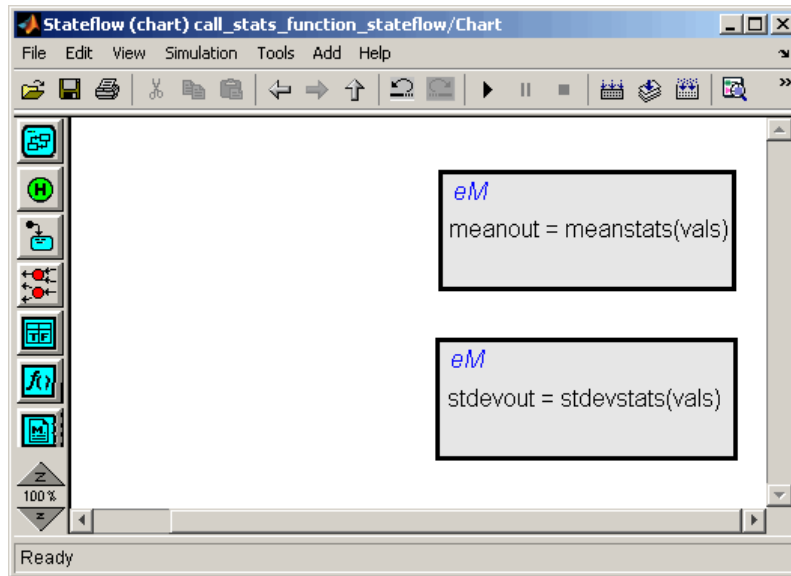 Stateflow (chart) call_stats_function_stateflow/Chart
File Edit View Simulation Tools Add Help
»
H
eM
meanout = meanstats(vals)
TF
eM
f()
stdevout = stdevstats(vals)
M
Z
100 %
Z
Ready